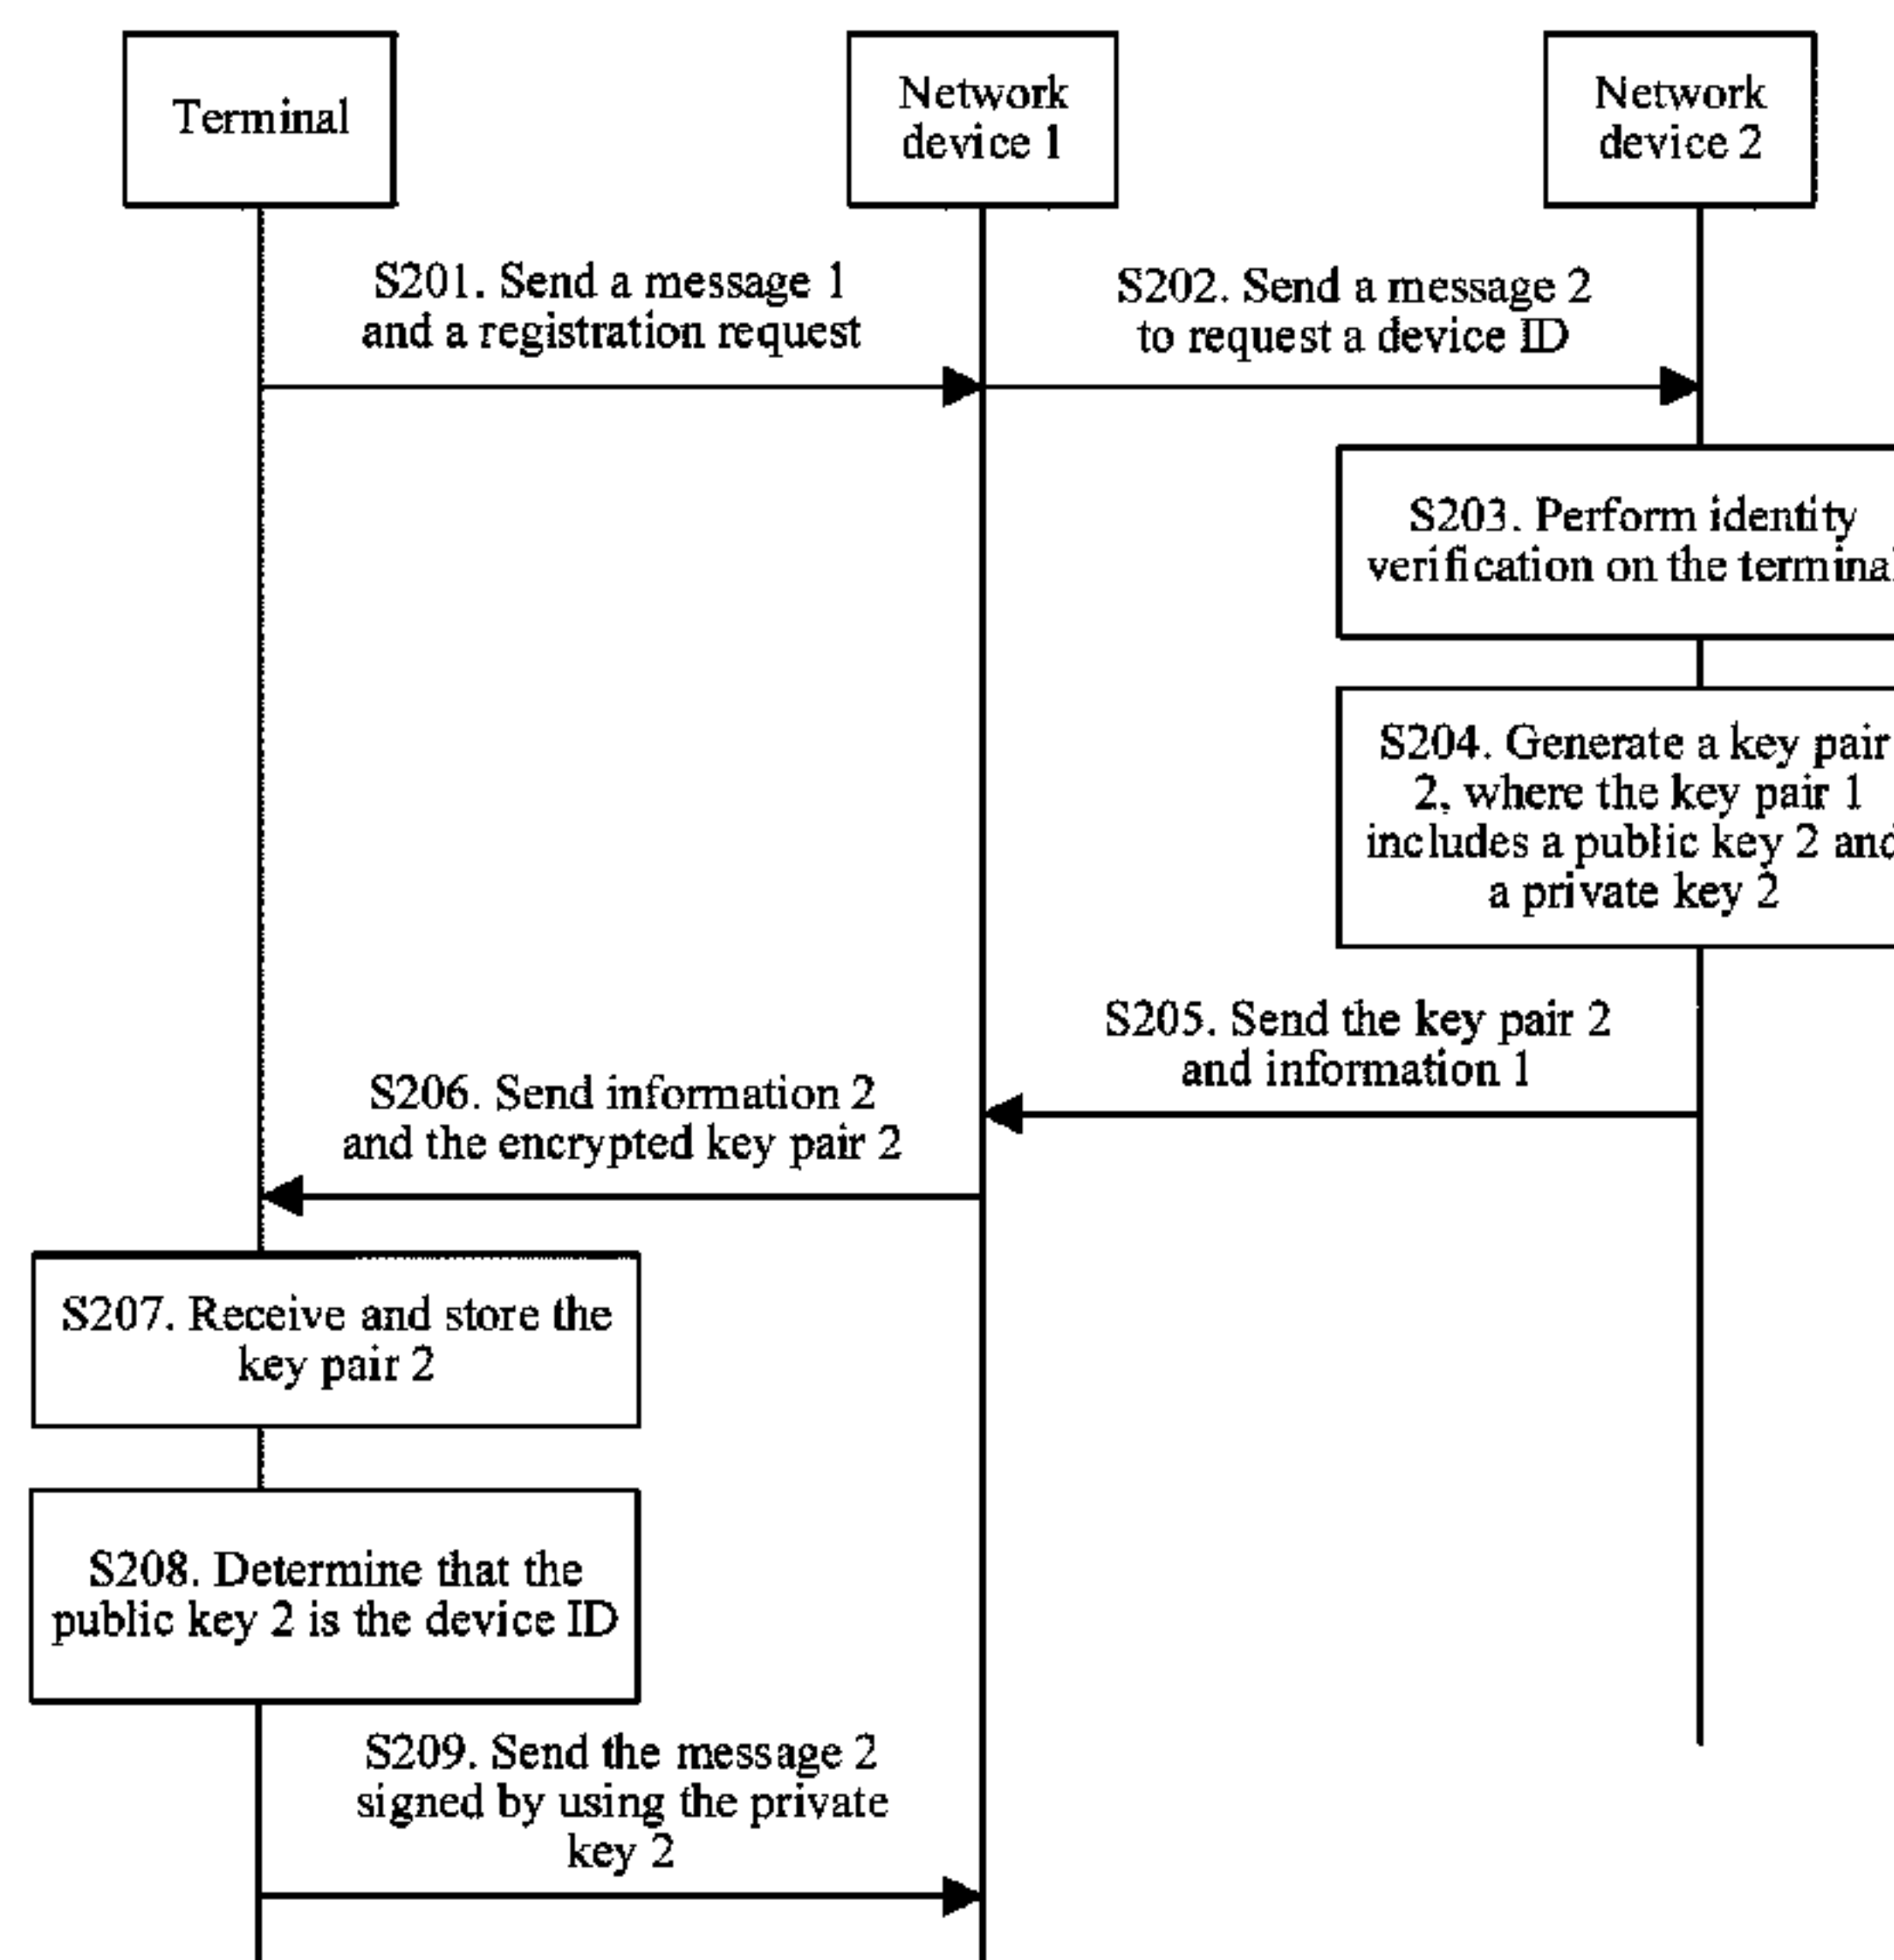 Terminal
Network
device 1
Network
device 2
S201. Send a message 1
and a registration request
S202. Send a message 2
to request a device ID
S203. Perform identity
verification on the terminal
S204. Generate a key pair
2, where the key pair 1
includes a public key 2 and
a private key 2
S205. Send the key pair 2
and information 1
S206. Send information 2
and the encrypted key pair 2
S207. Receive and store the
key pair 2
S208. Determine that the
public key 2 is the device ID
S209. Send the message 2
signed by using the private
key 2